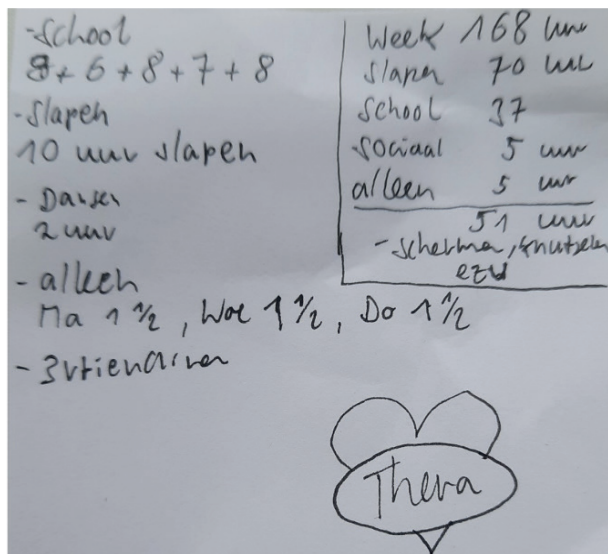 -School
8+6+8+7+8
-Slapen
10 uur slapen
- Dansen
2 uur
- alleen
Ma 1 1/2, Woe 1 1/2, Do 1 1/2
- 3vriendinnen
Week 168 uur
Slapen 70 uur
School 37
Sociaal 5 uur
alleen 5 uur
51 uur
- schermen, knutselen
ezv
Thera